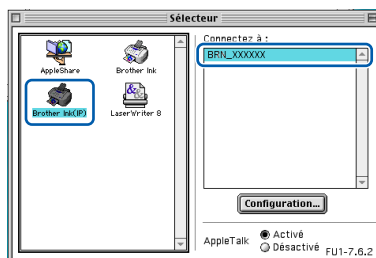 Sélecteur
AppleShare
Brother Ink
Brother Ink(IP)
LaserWriter 8
Connectez à :
BRN_XXXXXX
Configuration...
AppleTalk
Activé
Désactivé
FU1-7.6.2